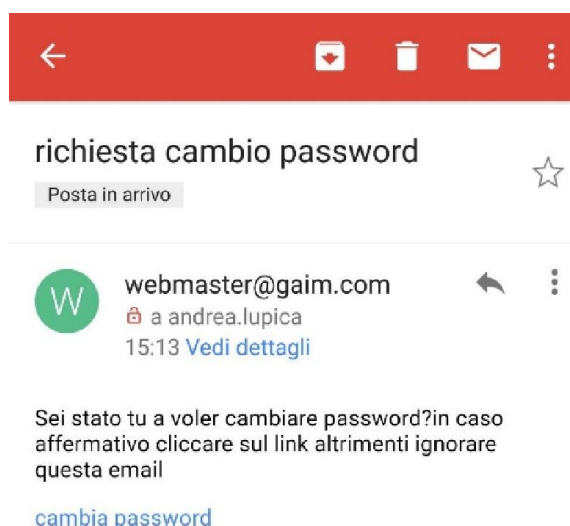 richiesta cambio password
Posta in arrivo
W
webmaster@gaim.com
a andrea.lupica
15:13 Vedi dettagli
Sei stato tu a voler cambiare password?in caso
affermativo cliccare sul link altrimenti ignorare
questa email
cambia password